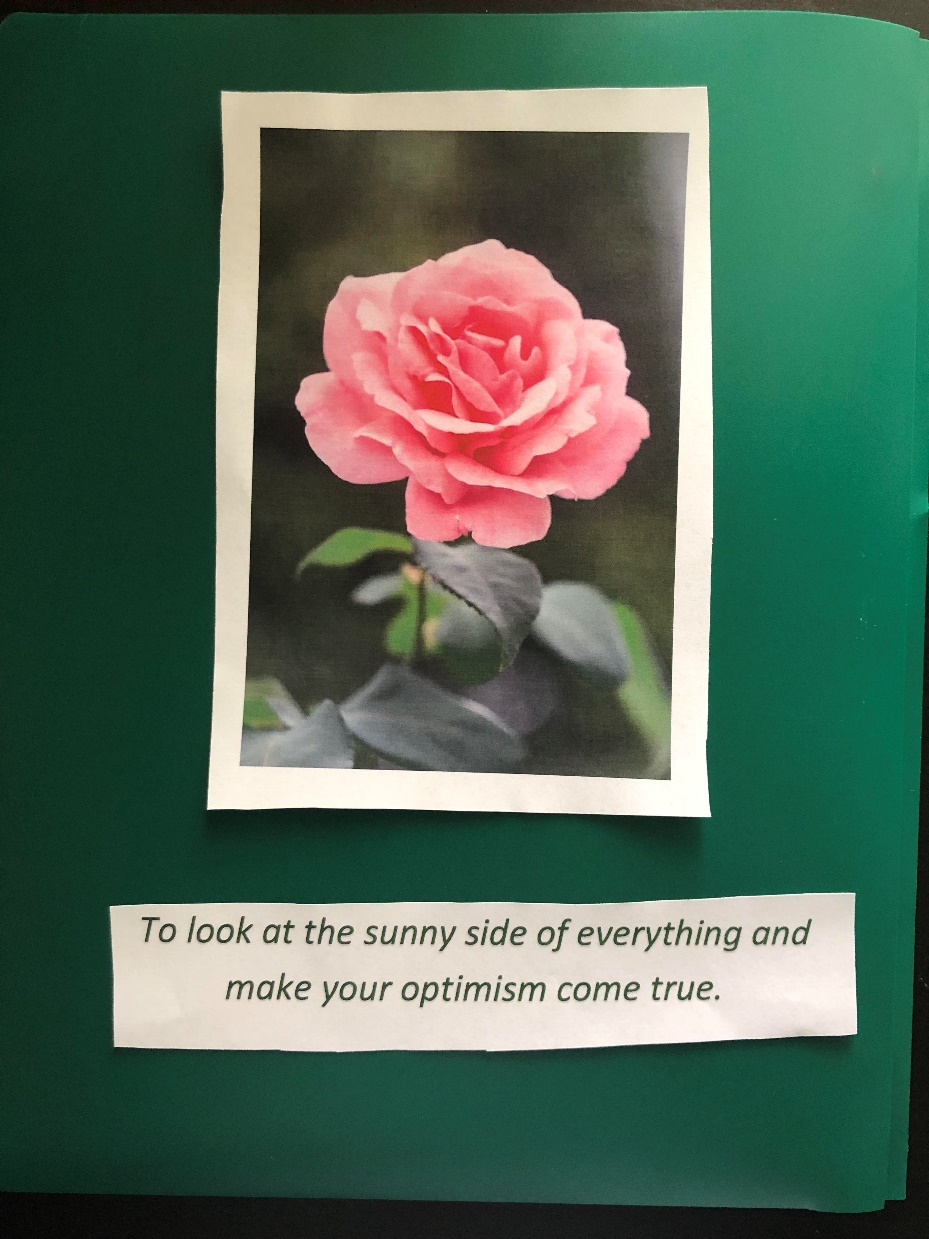 To look at the sunny side of everything and
make your optimism come true.